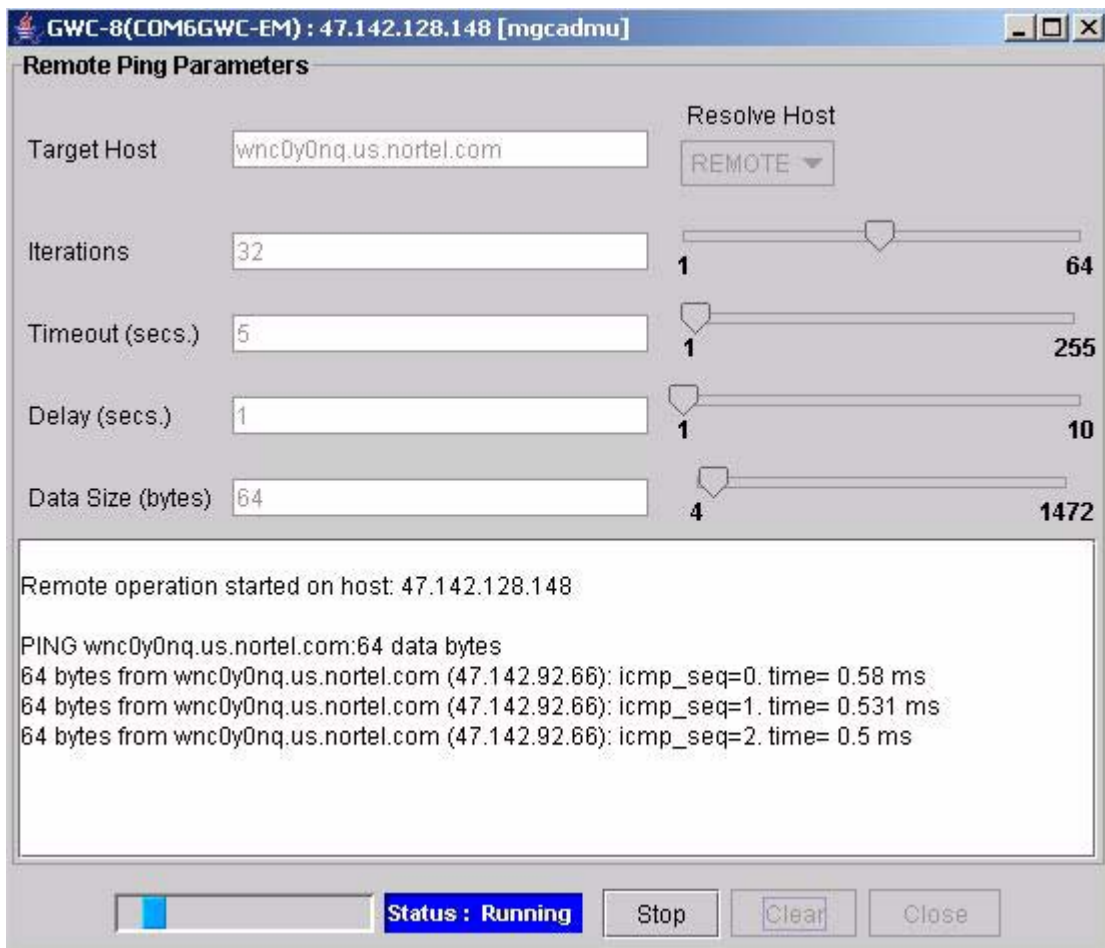 GWC-8(COM6GWC-EM) : 47.142.128.148 [mgcadmu]
Remote Ping Parameters
Resolve Host
Target Host wnc0y0nq.us.nortel.com REMOTE
Iterations 32
1 64
Timeout (secs.) 5
1 255
Delay (secs.) 1
1 10
Data Size (bytes) 64
4 1472
Remote operation started on host: 47.142.128.148
PING wnc0y0nq.us.nortel.com:64 data bytes
64 bytes from wnc0y0nq.us.nortel.com (47.142.92.66): icmp_seq=0. time= 0.58 ms
64 bytes from wnc0y0nq.us.nortel.com (47.142.92.66): icmp_seq=1. time= 0.531 ms
64 bytes from wnc0y0nq.us.nortel.com (47.142.92.66): icmp_seq=2. time= 0.5 ms
Status : Running Stop Clear Close